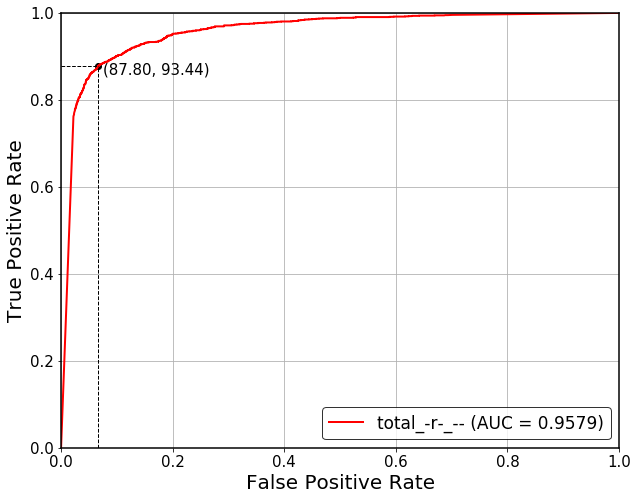 1.0
0.8
0.6
0.4
0.2
0.0
True Positive Rate
(87.80, 93.44)
total_-r-_-- (AUC = 0.9579)
0.0 0.2 0.4 0.6 0.8 1.0
False Positive Rate